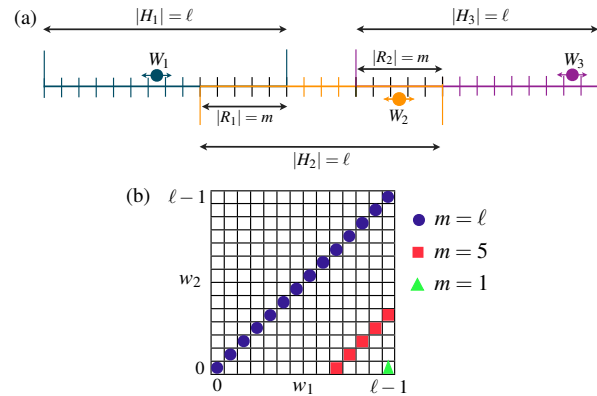 (a)
|H₁| = ℓ
|H₃| = ℓ
W₁
|R₂| = m
W₃
|R₁| = m
W₂
|H₂| = ℓ
(b)
ℓ − 1
w₂
0
0
w₁
ℓ − 1
m = ℓ
m = 5
m = 1